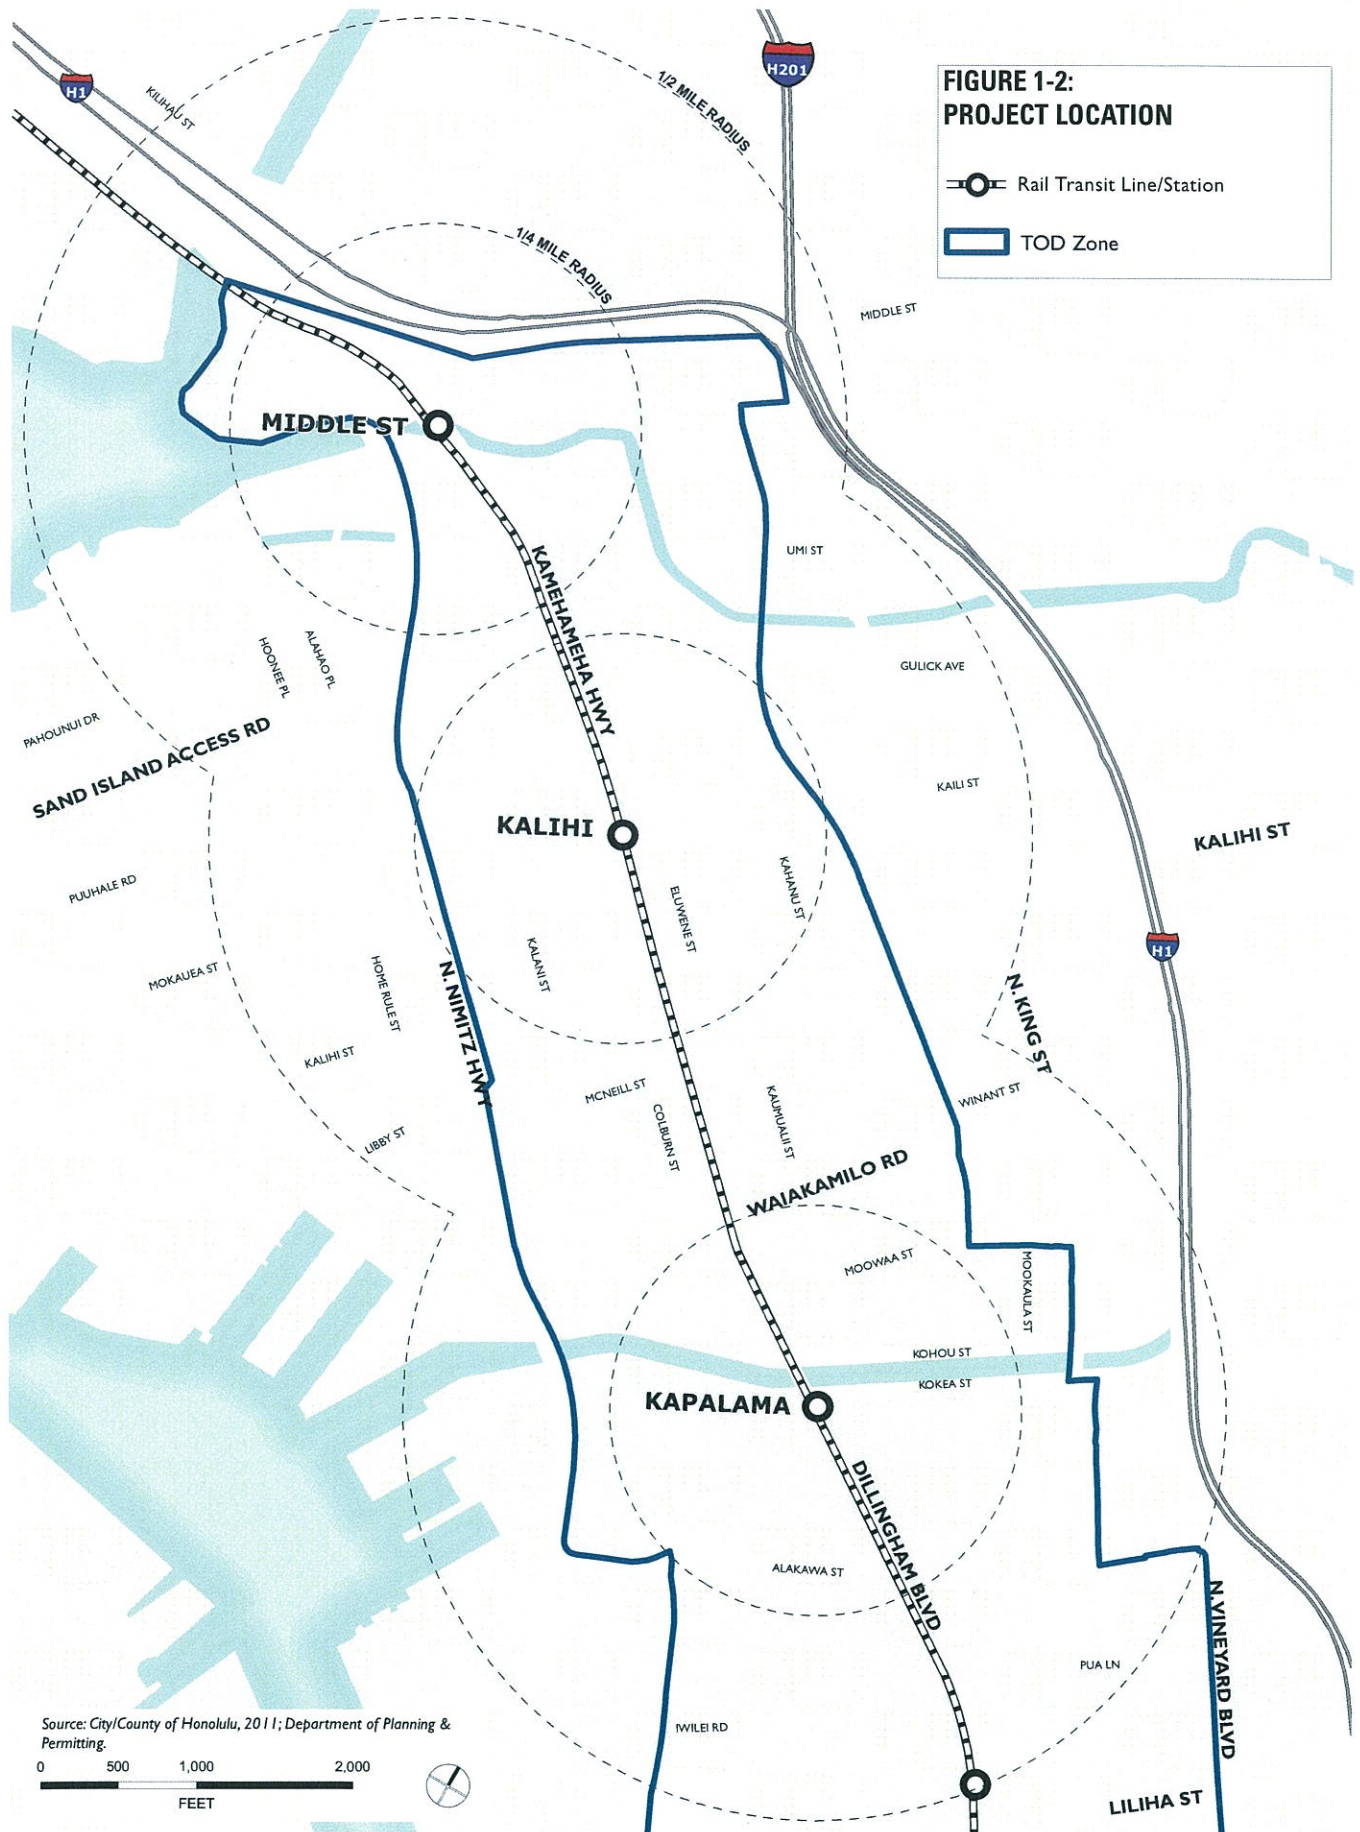 FIGURE 1-2:
PROJECT LOCATION
Rail Transit Line/Station
TOD Zone
H1
H201
KILIHAU ST
1/2 MILE RADIUS
1/4 MILE RADIUS
MIDDLE ST
MIDDLE ST
UMI ST
KAMEHAMEHA HWY
HOONEE PL
ALAHAO PL
GULICK AVE
PAHOUNUI DR
SAND ISLAND ACCESS RD
KAILI ST
KALIHI
KALIHI ST
PUUHALE RD
ELUWENE ST
KAHANU ST
H1
MOKAUEA ST
HOME RULE ST
N. NIMITZ HWY
KALANI ST
N. KING ST
KALIHI ST
MCNEILL ST
COLBURN ST
KAUMUALII ST
WINANT ST
LIBBY ST
WAIAKAMILO RD
MOOWAA ST
MOOKAULA ST
KOHOU ST
KOKEA ST
KAPALAMA
DILLINGHAM BLVD
ALAKAWA ST
N. VINEYARD BLVD
PUA LN
IWILEI RD
LILIHA ST
Source: City/County of Honolulu, 2011; Department of Planning &
Permitting.
0 500 1,000 2,000
FEET